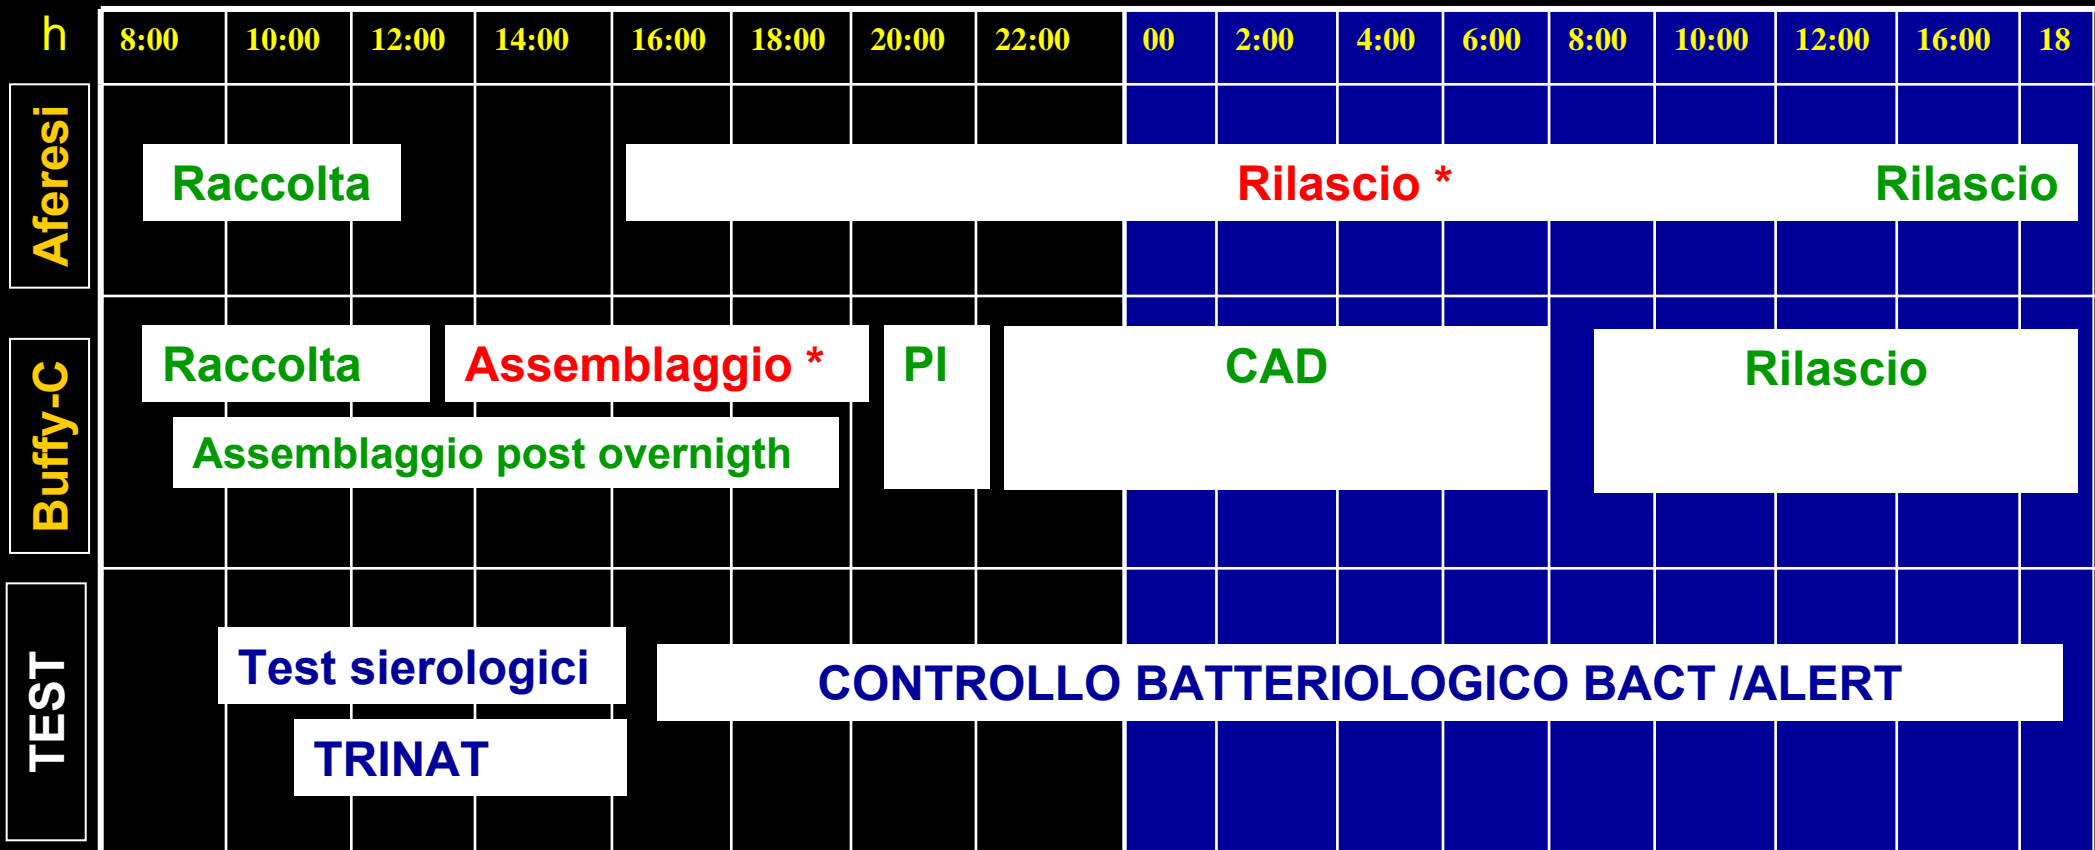 h 8:00 10:00 12:00 14:00 16:00 18:00 20:00 22:00 00 2:00 4:00 6:00 8:00 10:00 12:00 16:00 18
Aferesi
Raccolta Rilascio * Rilascio
Buffy-C
Raccolta Assemblaggio * PI CAD Rilascio
Assemblaggio post overnigth
TEST
Test sierologici CONTROLLO BATTERIOLOGICO BACT /ALERT
TRINAT